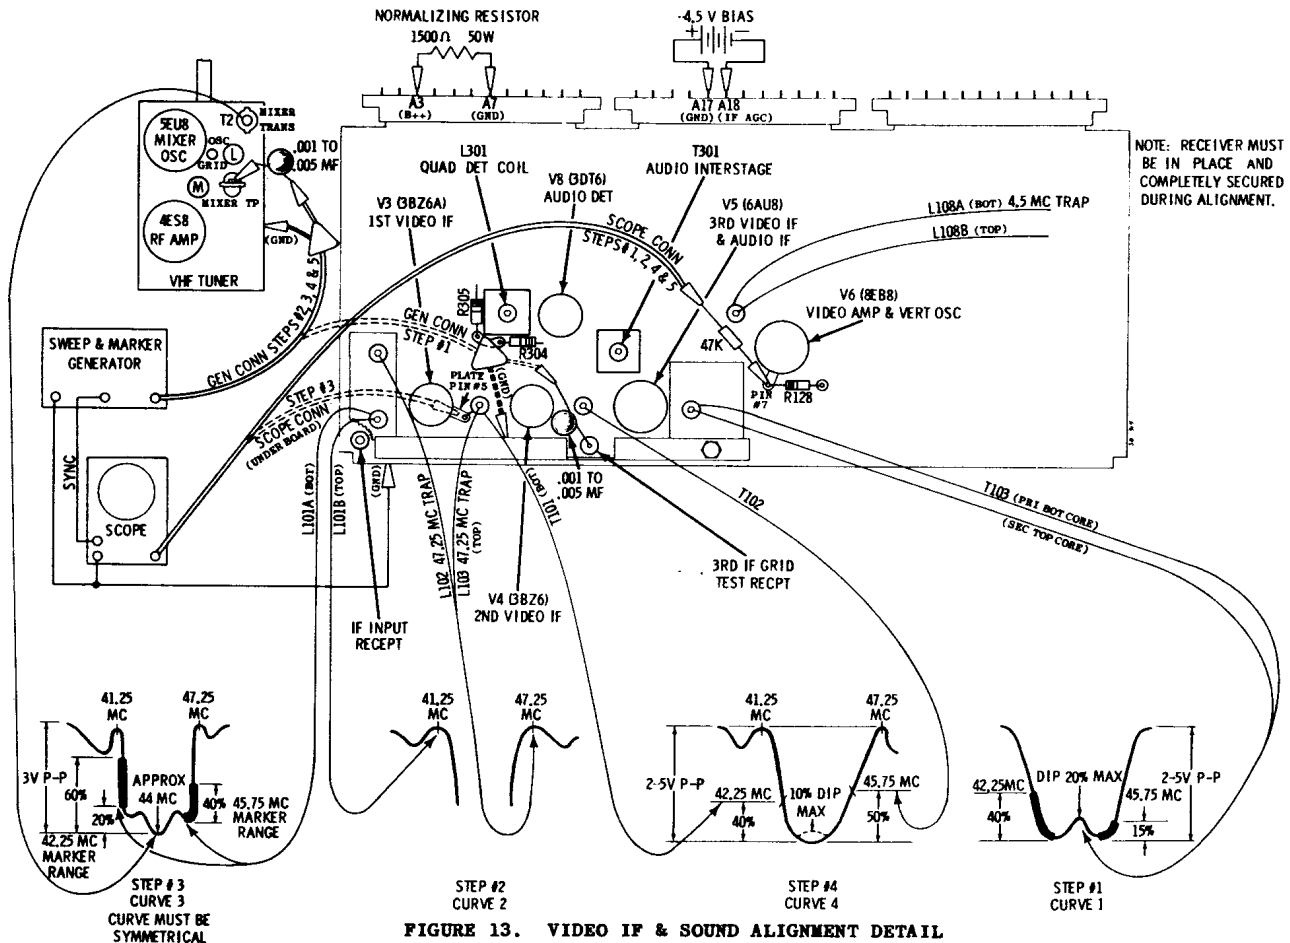 NORMALIZING RESISTOR
1500Ω 50W
-4.5 V BIAS
+ −
A3
(B++)
A7
(GND)
A17 A18
(GND) (IF AGC)
T2
MIXER
TRANS
5EU8
MIXER
OSC
OSC
GRID
L
M
MIXER TP
4ES8
RF AMP
(GND)
VHF TUNER
.001 TO
.005 MF
L301
QUAD DET COIL
V8 (3DT6)
AUDIO DET
V3 (3BZ6A)
1ST VIDEO IF
T301
AUDIO INTERSTAGE
V5 (6AU8)
3RD VIDEO IF
& AUDIO IF
L108A (BOT) 4.5 MC TRAP
L108B (TOP)
NOTE: RECEIVER MUST
BE IN PLACE AND
COMPLETELY SECURED
DURING ALIGNMENT.
SCOPE CONN
STEPS #1, 2, 4 & 5
V6 (8EB8)
VIDEO AMP & VERT OSC
R305
R304
47K
PIN
#7
R128
SWEEP & MARKER
GENERATOR
GEN CONN STEPS #2, 3, 4 & 5
GEN CONN
STEP #1
(GND)
PLATE
PIN #5
STEP #3
SCOPE CONN
(UNDER BOARD)
SYNC
SCOPE
L101A (BOT)
L101B (TOP)
(GND)
L102 47.25 MC TRAP
L103 47.25 MC TRAP
(TOP)
T101 (BOT)
.001 TO
.005 MF
T102
T103 (PRI BOT CORE)
(SEC TOP CORE)
3RD IF GRID
TEST RECPT
V4 (3BZ6)
2ND VIDEO IF
IF INPUT
RECEPT
41.25
MC
47.25
MC
3V P-P
60%
20%
APPROX
44 MC
40%
45.75 MC
MARKER
RANGE
42.25 MC
MARKER
RANGE
STEP #3
CURVE 3
CURVE MUST BE
SYMMETRICAL
41.25
MC
47.25
MC
STEP #2
CURVE 2
41.25
MC
47.25
MC
2-5V P-P
42.25 MC
40%
10% DIP
MAX
45.75 MC
50%
STEP #4
CURVE 4
42.25MC
40%
DIP 20% MAX
2-5V P-P
45.75 MC
15%
STEP #1
CURVE 1
FIGURE 13. VIDEO IF & SOUND ALIGNMENT DETAIL